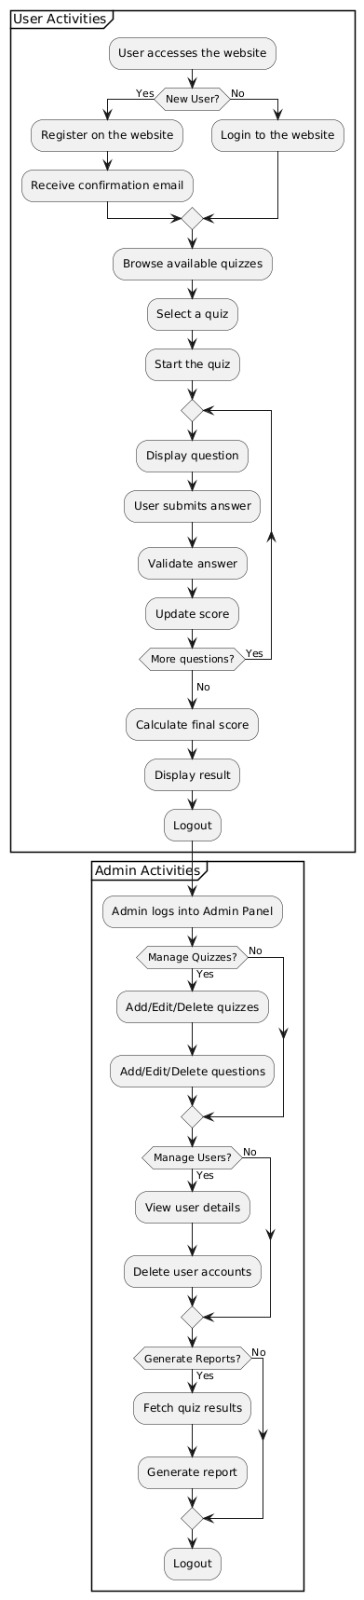 User Activities
User accesses the website
Yes
New User?
No
Register on the website
Login to the website
Receive confirmation email
Browse available quizzes
Select a quiz
Start the quiz
Display question
User submits answer
Validate answer
Update score
More questions?
Yes
No
Calculate final score
Display result
Logout
Admin Activities
Admin logs into Admin Panel
Manage Quizzes?
No
Yes
Add/Edit/Delete quizzes
Add/Edit/Delete questions
Manage Users?
No
Yes
View user details
Delete user accounts
Generate Reports?
No
Yes
Fetch quiz results
Generate report
Logout